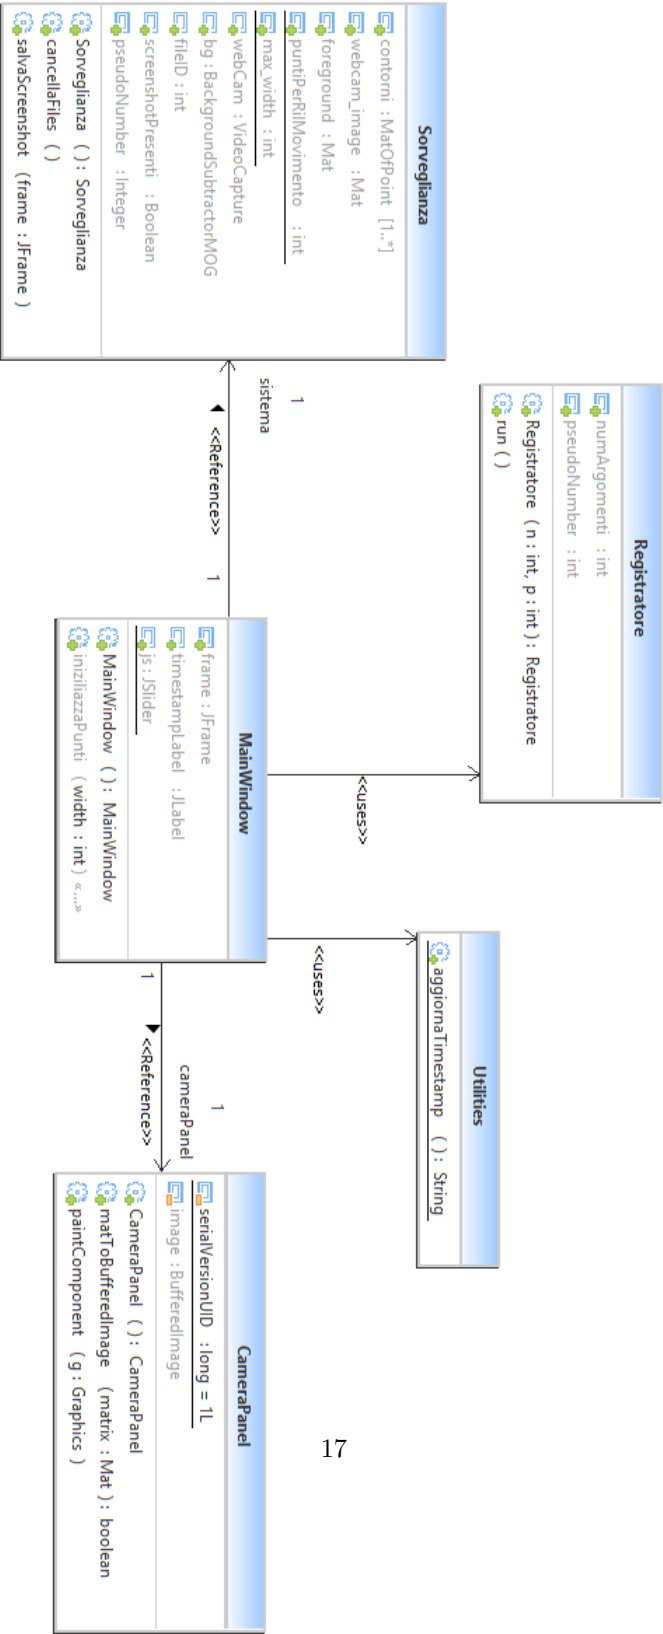 Sorveglianza
contorni : MatOfPoint [1..*]
webcam_image : Mat
foreground : Mat
puntiPerRilMovimento : int
max_width : int
webCam : VideoCapture
bg : BackgroundSubtractorMOG
fileID : int
screenshotPresenti : Boolean
pseudoNumber : Integer
Sorveglianza ( ) : Sorveglianza
cancellaFiles ( )
salvaScreenshot ( frame : JFrame )
1
sistema
<<Reference>>
1
Registratore
numArgomenti : int
pseudoNumber : int
Registratore ( n : int, p : int ) : Registratore
run ( )
MainWindow
frame : JFrame
timestampLabel : JLabel
js : JSlider
MainWindow ( ) : MainWindow
iniziliazzaPunti ( width : int ) «...»
<<uses>>
<<uses>>
Utilities
aggiornaTimestamp ( ) : String
1
cameraPanel
<<Reference>>
1
CameraPanel
serialVersionUID : long = 1L
image : BufferedImage
CameraPanel ( ) : CameraPanel
matToBufferedImage ( matrix : Mat ) : boolean
paintComponent ( g : Graphics )
17